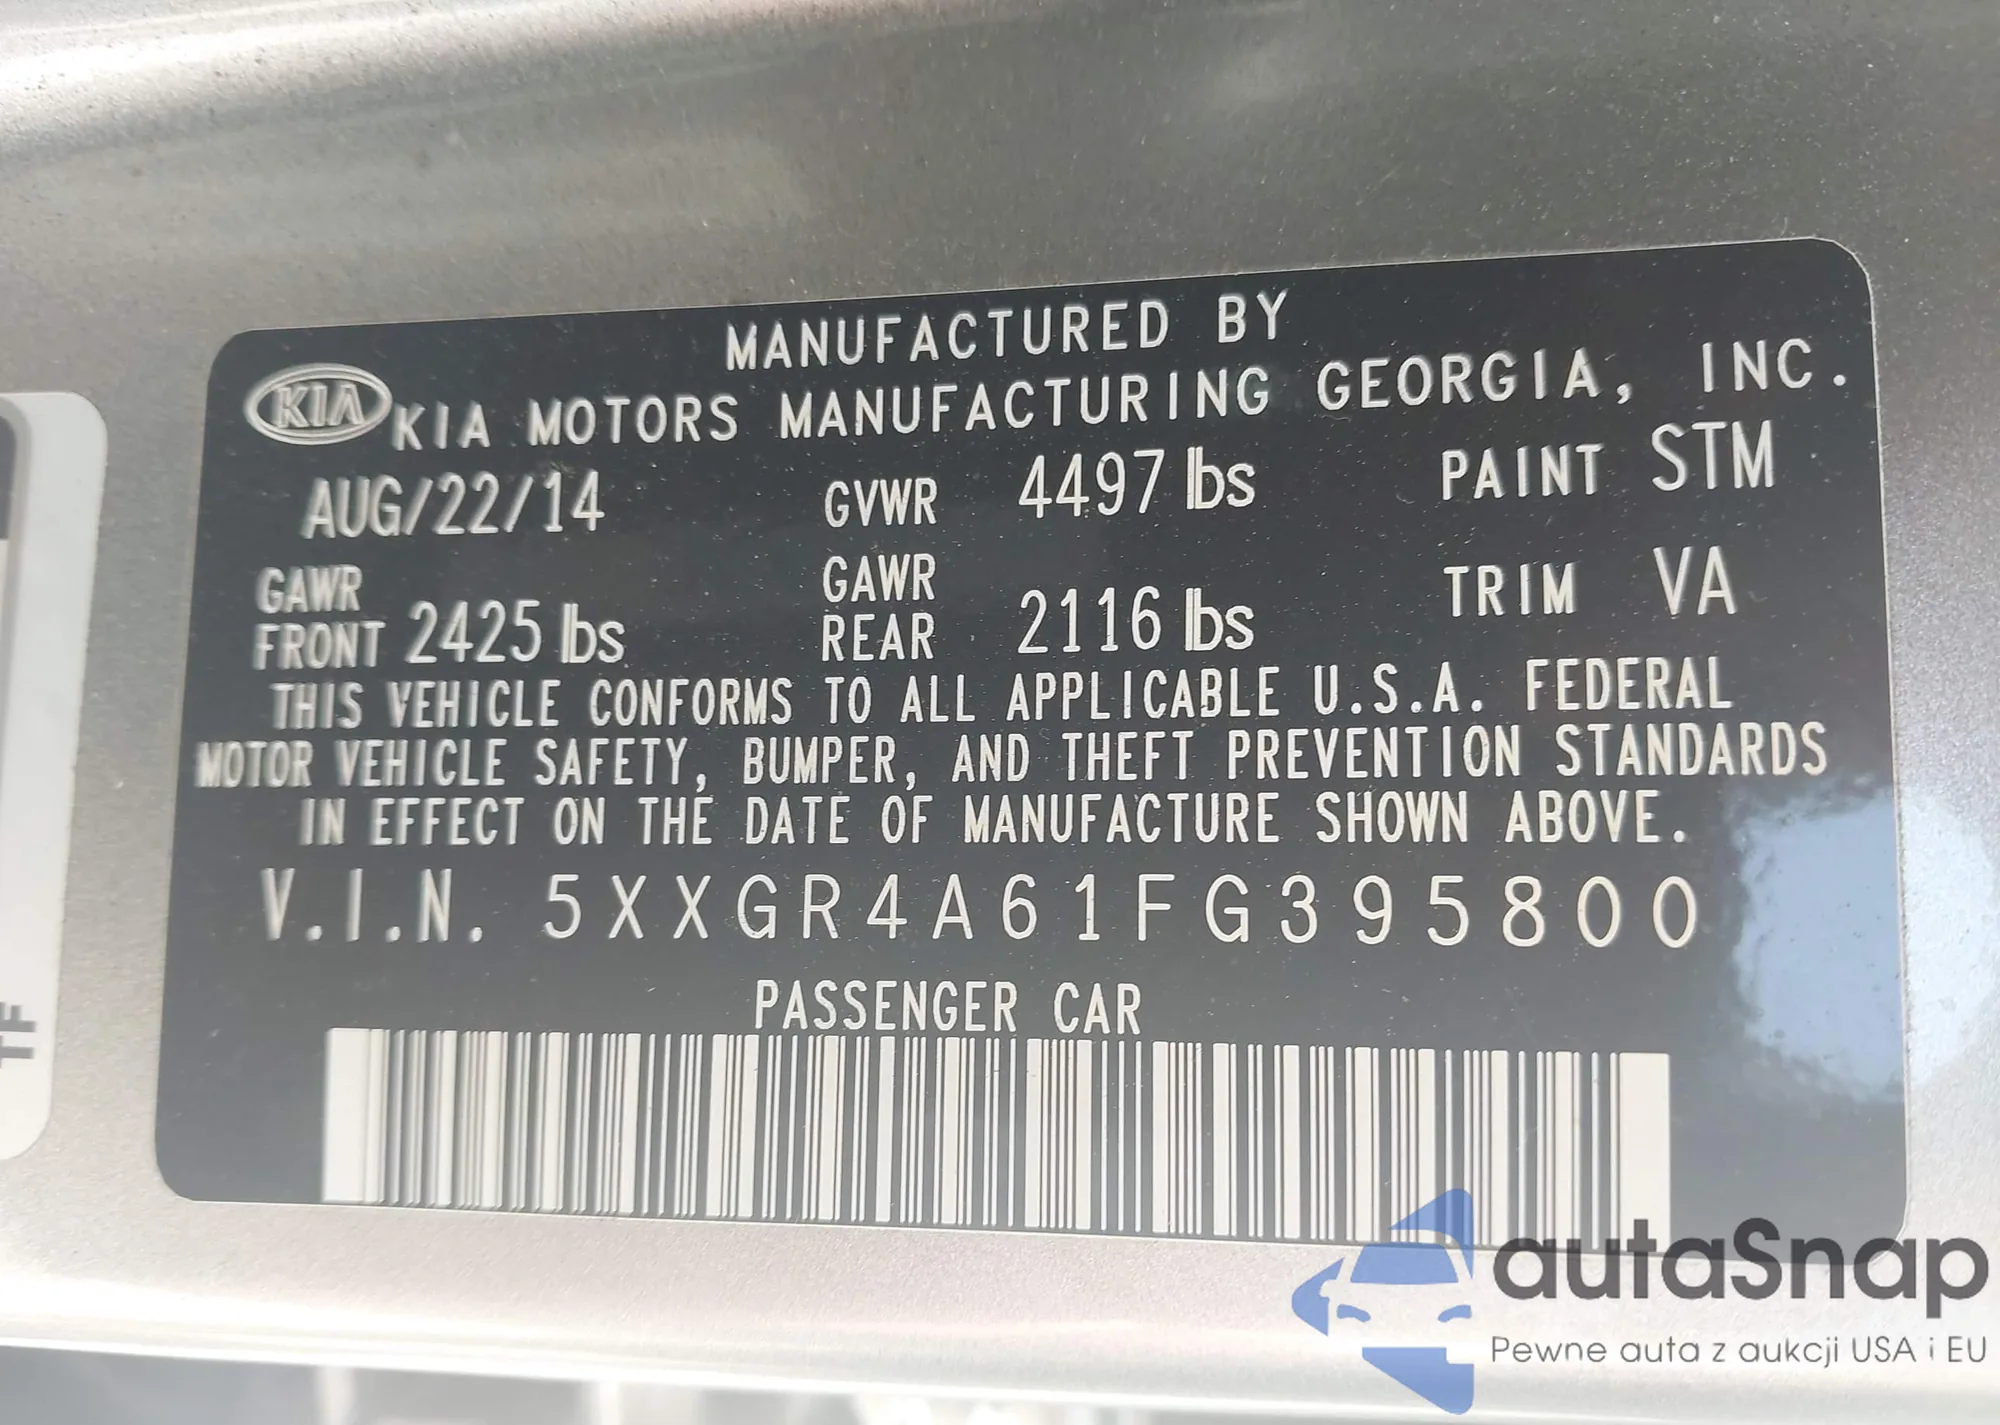 MANUFACTURED BY
KIA KIA MOTORS MANUFACTURING GEORGIA, INC.
AUG/22/14 GVWR 4497 lbs PAINT STM
GAWR FRONT 2425 lbs GAWR REAR 2116 lbs TRIM VA
THIS VEHICLE CONFORMS TO ALL APPLICABLE U.S.A. FEDERAL
MOTOR VEHICLE SAFETY, BUMPER, AND THEFT PREVENTION STANDARDS
IN EFFECT ON THE DATE OF MANUFACTURE SHOWN ABOVE.
V.I.N. 5XXGR4A61FG395800
PASSENGER CAR
autaSnap
Pewne auta z aukcji USA i EU